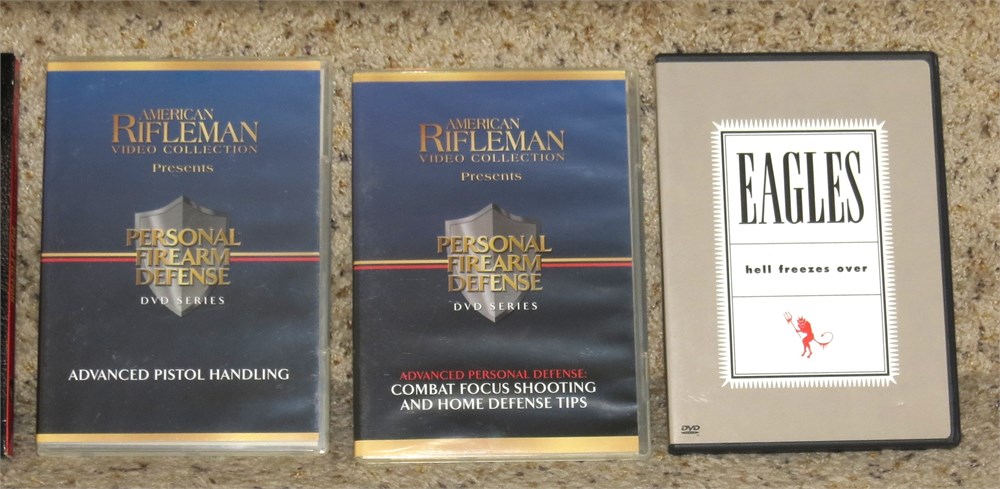 AMERICAN
RIFLEMAN
VIDEO COLLECTION
Presents
PERSONAL
FIREARM
DEFENSE
DVD SERIES
ADVANCED PISTOL HANDLING
AMERICAN
RIFLEMAN
VIDEO COLLECTION
Presents
PERSONAL
FIREARM
DEFENSE
DVD SERIES
ADVANCED PERSONAL DEFENSE:
COMBAT FOCUS SHOOTING
AND HOME DEFENSE TIPS
EAGLES
hell freezes over
DVD